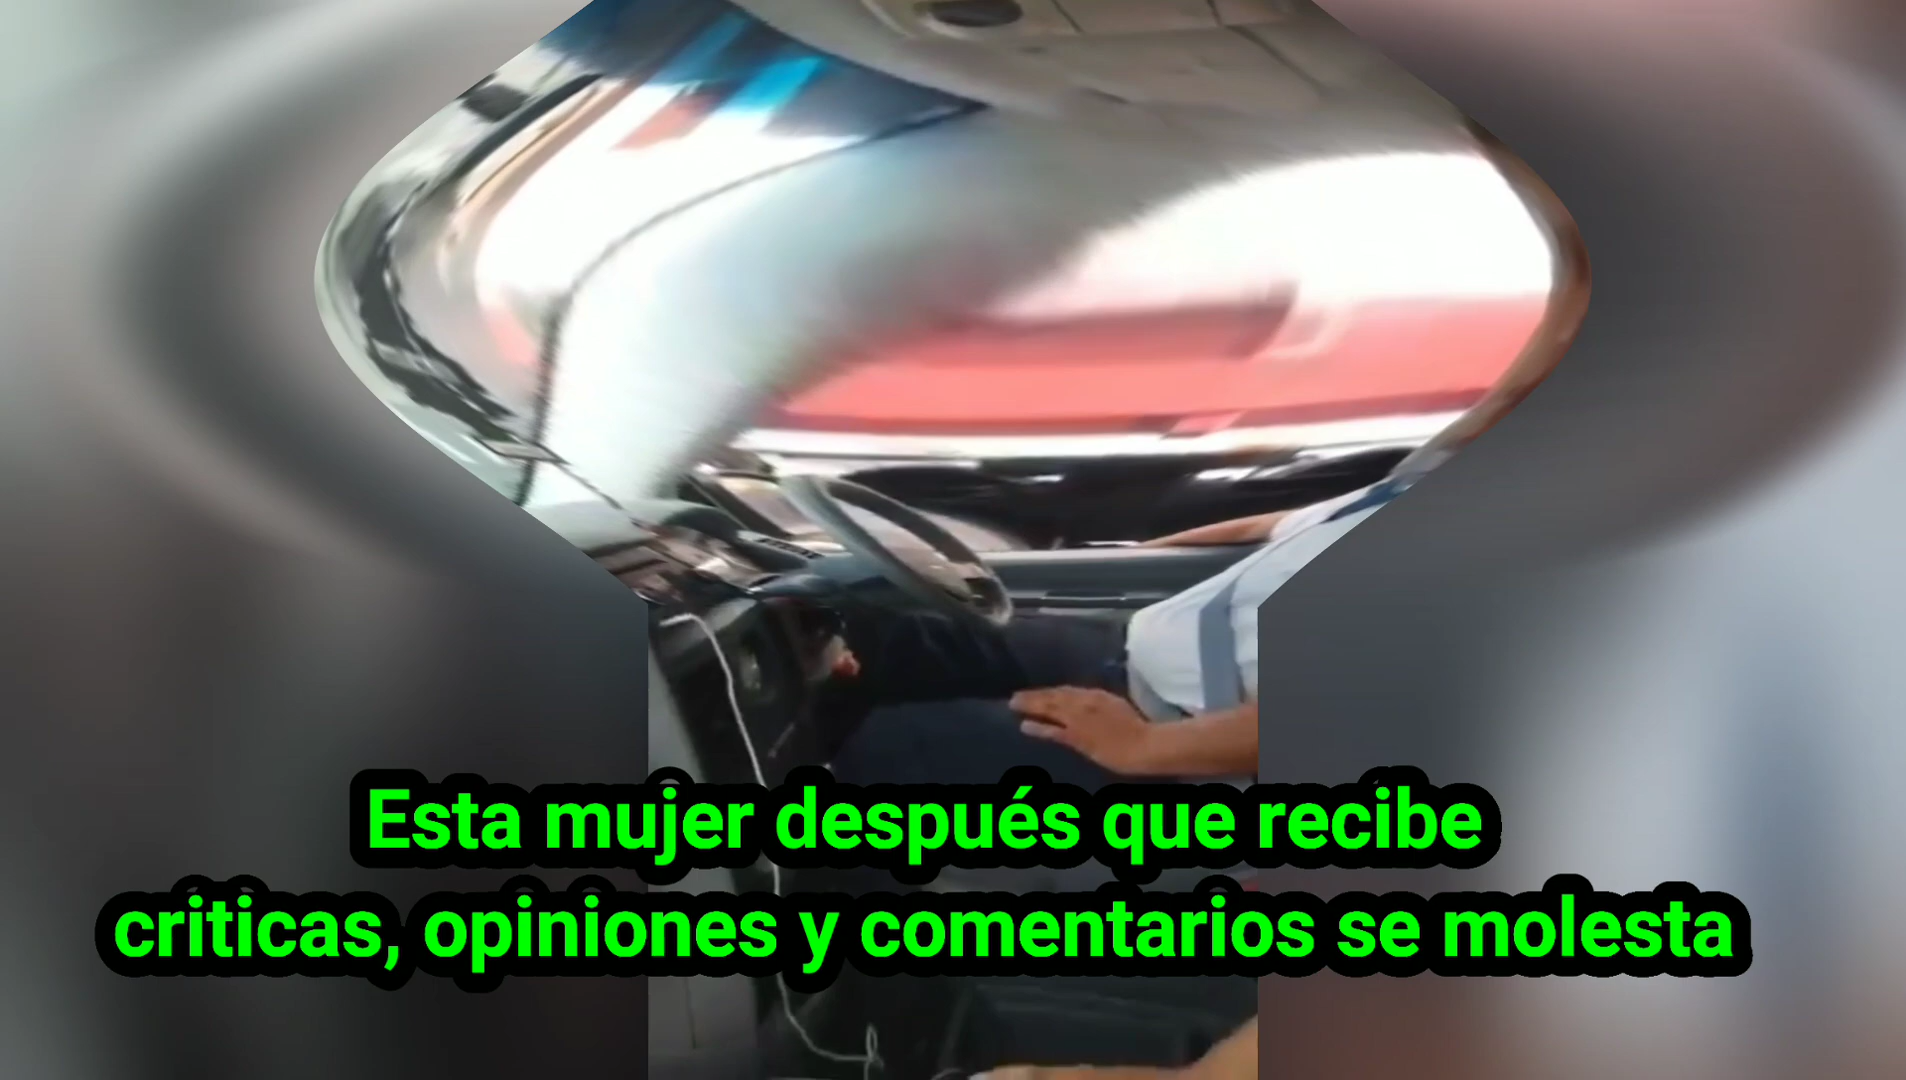 Esta mujer después que recibe
criticas, opiniones y comentarios se molesta